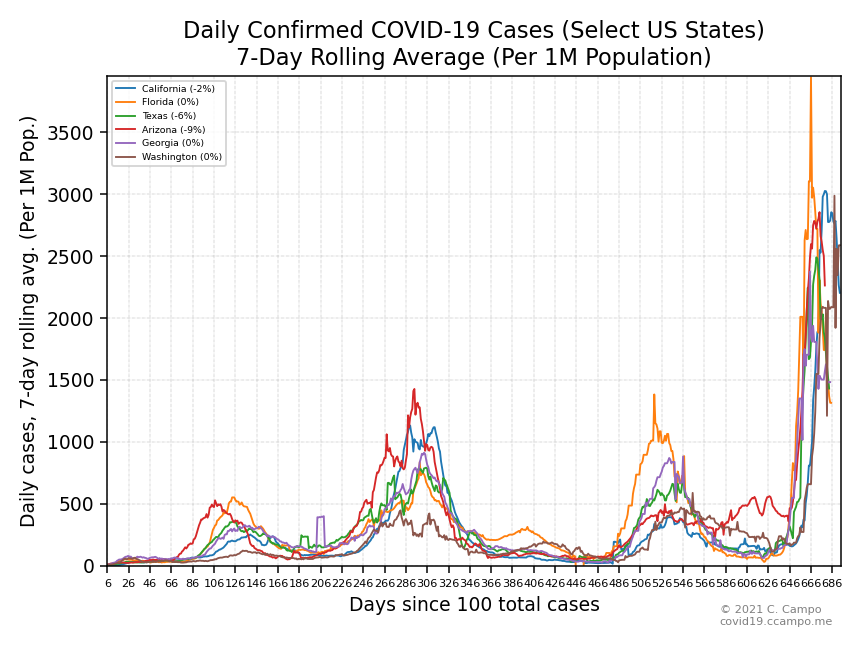 Daily Confirmed COVID-19 Cases (Select US States)
7-Day Rolling Average (Per 1M Population)
California (-2%)
Florida (0%)
Texas (-6%)
Arizona (-9%)
Georgia (0%)
Washington (0%)
Daily cases, 7-day rolling avg. (Per 1M Pop.)
3500
3000
2500
2000
1500
1000
500
0
6 26 46 66 86 106 126 146 166 186 206 226 246 266 286 306 326 346 366 386 406 426 446 466 486 506 526 546 566 586 606 626 646 666 686
Days since 100 total cases
© 2021 C. Campo
covid19.ccampo.me